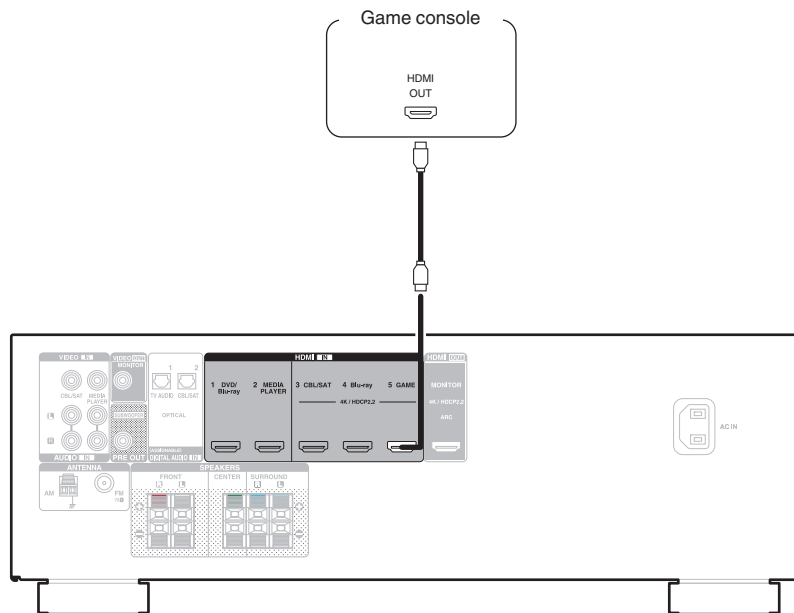 Game console
HDMI
OUT
VIDEO IN
VIDEO OUT
MONITOR
CBL/SAT
MEDIA
PLAYER
L
R
AUDIO IN
SUBWOOFER
PRE OUT
1 2
TV AUDIO CBL/SAT
OPTICAL
ASSIGNABLE
DIGITAL AUDIO IN
HDMI IN
1 DVD/
Blu-ray
2 MEDIA
PLAYER
3 CBL/SAT
4 Blu-ray
5 GAME
4K / HDCP2.2
HDMI OUT
MONITOR
4K / HDCP2.2
ARC
AC IN
ANTENNA
AM
FM
75Ω
SPEAKERS
FRONT
R L
CENTER
SURROUND
R L